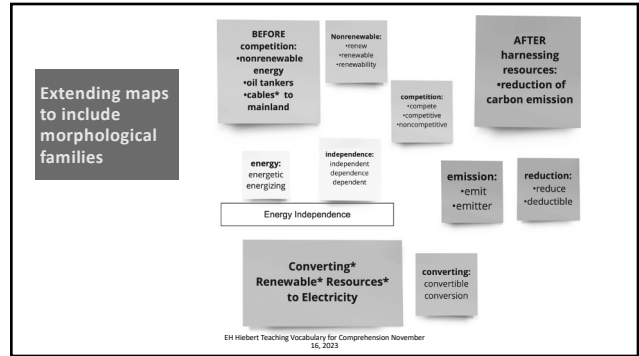 Extending maps
to include
morphological
families
BEFORE
competition:
•nonrenewable
energy
•oil tankers
•cables* to
mainland
Nonrenewable:
•renew
•renewable
•renewability
competition:
•compete
•competitive
•noncompetitive
AFTER
harnessing
resources:
•reduction of
carbon emission
energy:
energetic
energizing
independence:
independent
dependence
dependent
Energy Independence
emission:
•emit
•emitter
reduction:
•reduce
•deductible
Converting*
Renewable* Resources*
to Electricity
converting:
convertible
conversion
EH Hiebert Teaching Vocabulary for Comprehension November
16, 2023